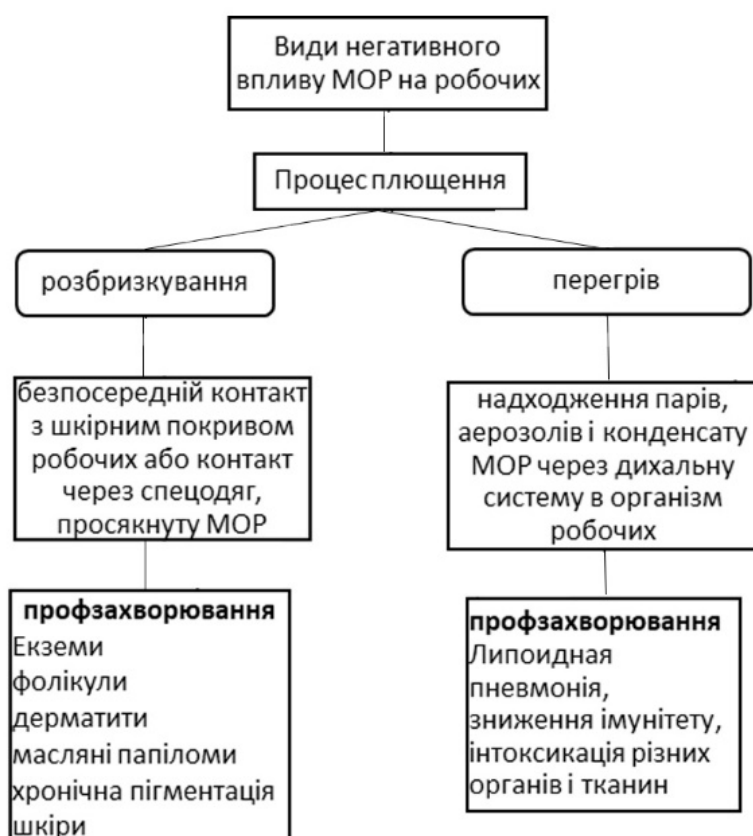 Види негативного
впливу МОР на робочих
Процес плющення
розбризкування
перегрів
безпосередній контакт
з шкірним покривом
робочих або контакт
через спецодяг,
просякнуту МОР
надходження парів,
аерозолів і конденсату
МОР через дихальну
систему в організм
робочих
профзахворювання
Екземи
фолікули
дерматити
масляні папіломи
хронічна пігментація
шкіри
профзахворювання
Липоидная
пневмонія,
зниження імунітету,
інтоксикація різних
органів і тканин